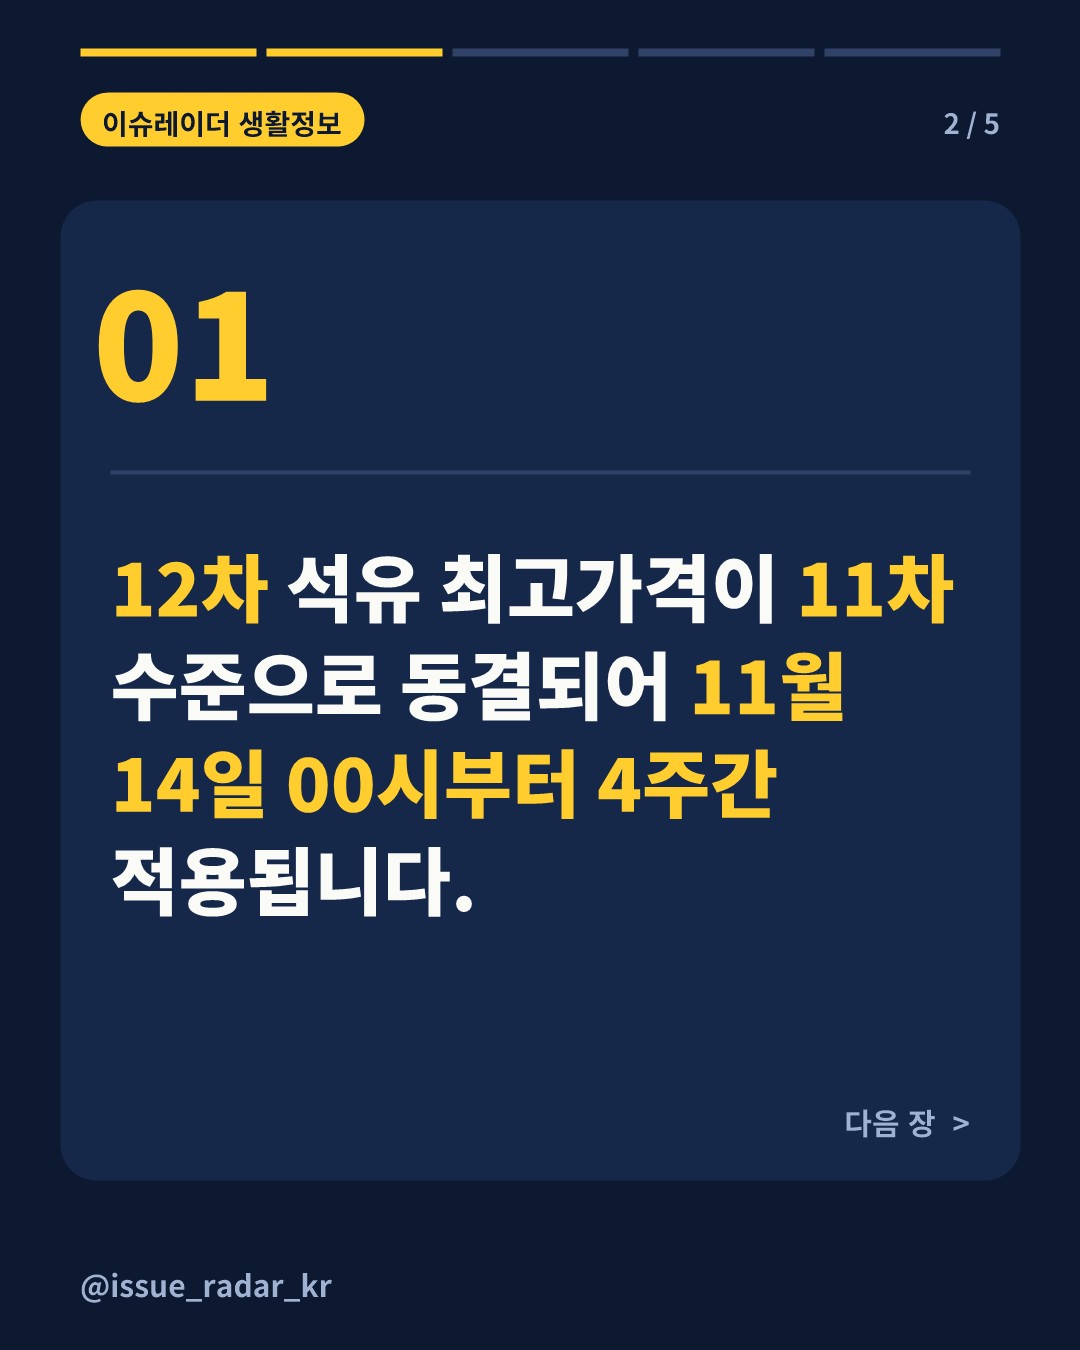 이슈레이더 생활정보
2 / 5
01
12차 석유 최고가격이 11차
수준으로 동결되어 11월
14일 00시부터 4주간
적용됩니다.
다음 장 >
@issue_radar_kr